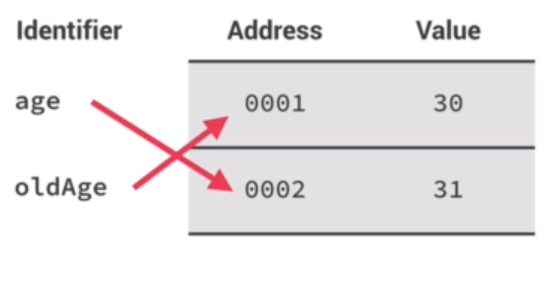 Identifier Address Value
age 0001 30
oldAge 0002 31